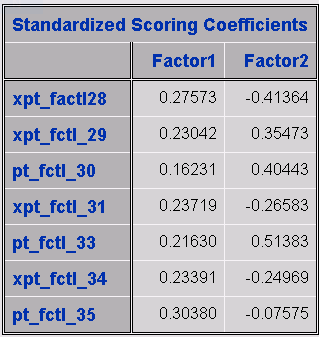 Standardized Scoring Coefficients
Factor1 Factor2
xpt_factl28 0.27573 -0.41364
xpt_fctl_29 0.23042 0.35473
pt_fctl_30 0.16231 0.40443
xpt_fctl_31 0.23719 -0.26583
pt_fctl_33 0.21630 0.51383
xpt_fctl_34 0.23391 -0.24969
pt_fctl_35 0.30380 -0.07575